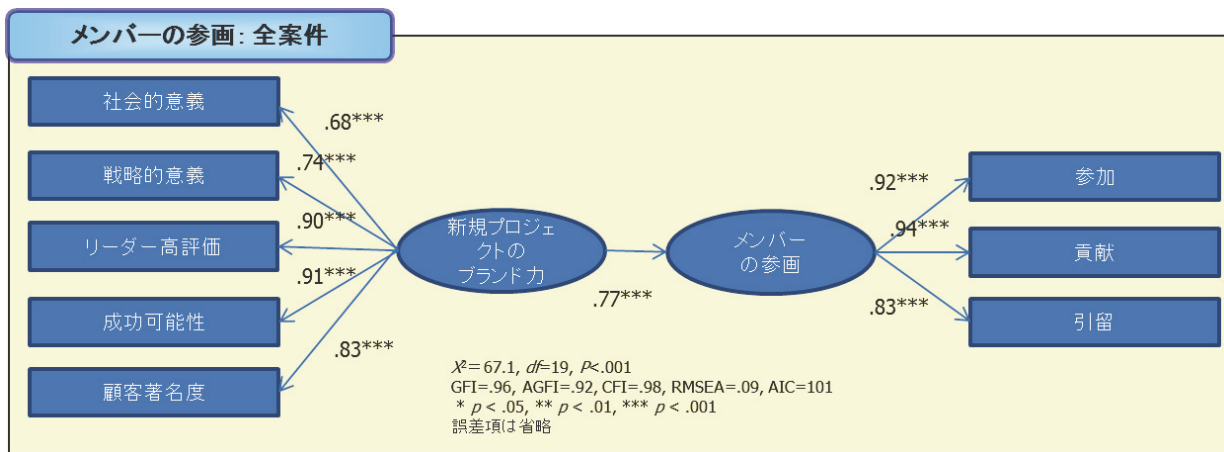 メンバーの参画: 全案件
社会的意義
戦略的意義
リーダー高評価
成功可能性
顧客著名度
.68***
.74***
.90***
.91***
.83***
新規プロジェ
クトの
ブランド力
.77***
メンバー
の参画
.92***
.94***
.83***
参加
貢献
引留
χ²= 67.1, df=19, P<.001
GFI=.96, AGFI=.92, CFI=.98, RMSEA=.09, AIC=101
* p < .05, ** p < .01, *** p < .001
誤差項は省略